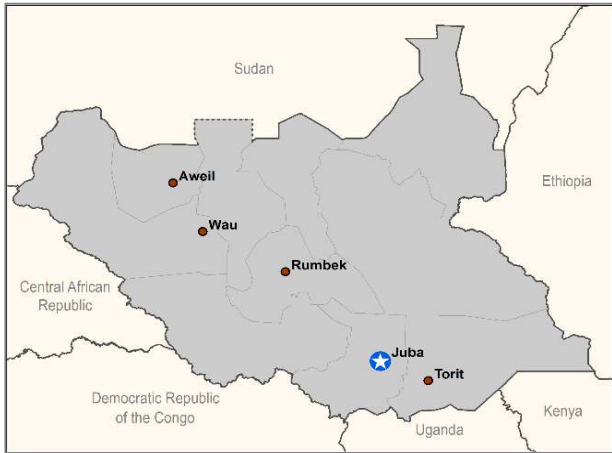 Sudan
Aweil
Ethiopia
Wau
Rumbek
Central African
Republic
Juba
Torit
Democratic Republic
of the Congo
Kenya
Uganda